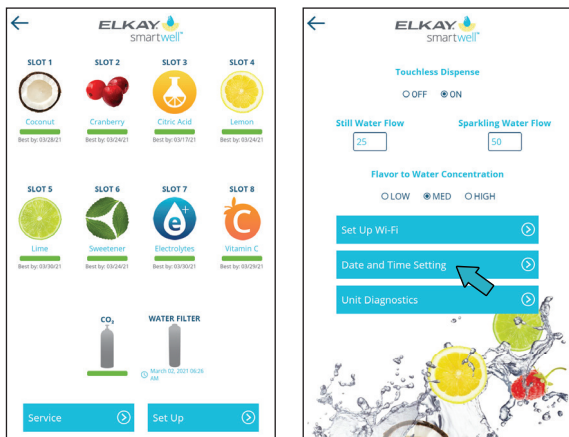 ELKAY
smartwell™
SLOT 1
SLOT 2
SLOT 3
SLOT 4
Coconut
Cranberry
Citric Acid
Lemon
Best by: 03/28/21
Best by: 03/24/21
Best by: 03/17/21
Best by: 03/24/21
SLOT 5
SLOT 6
SLOT 7
SLOT 8
e+
C
Lime
Sweetener
Electrolytes
Vitamin C
Best by: 03/30/21
Best by: 03/24/21
Best by: 03/30/21
Best by: 03/29/21
CO₂
WATER FILTER
March 02, 2021 06:26
AM
Service
Set Up
ELKAY
smartwell™
Touchless Dispense
OFF ON
Still Water Flow
Sparkling Water Flow
25
50
Flavor to Water Concentration
LOW MED HIGH
Set Up Wi-Fi
Date and Time Setting
Unit Diagnostics